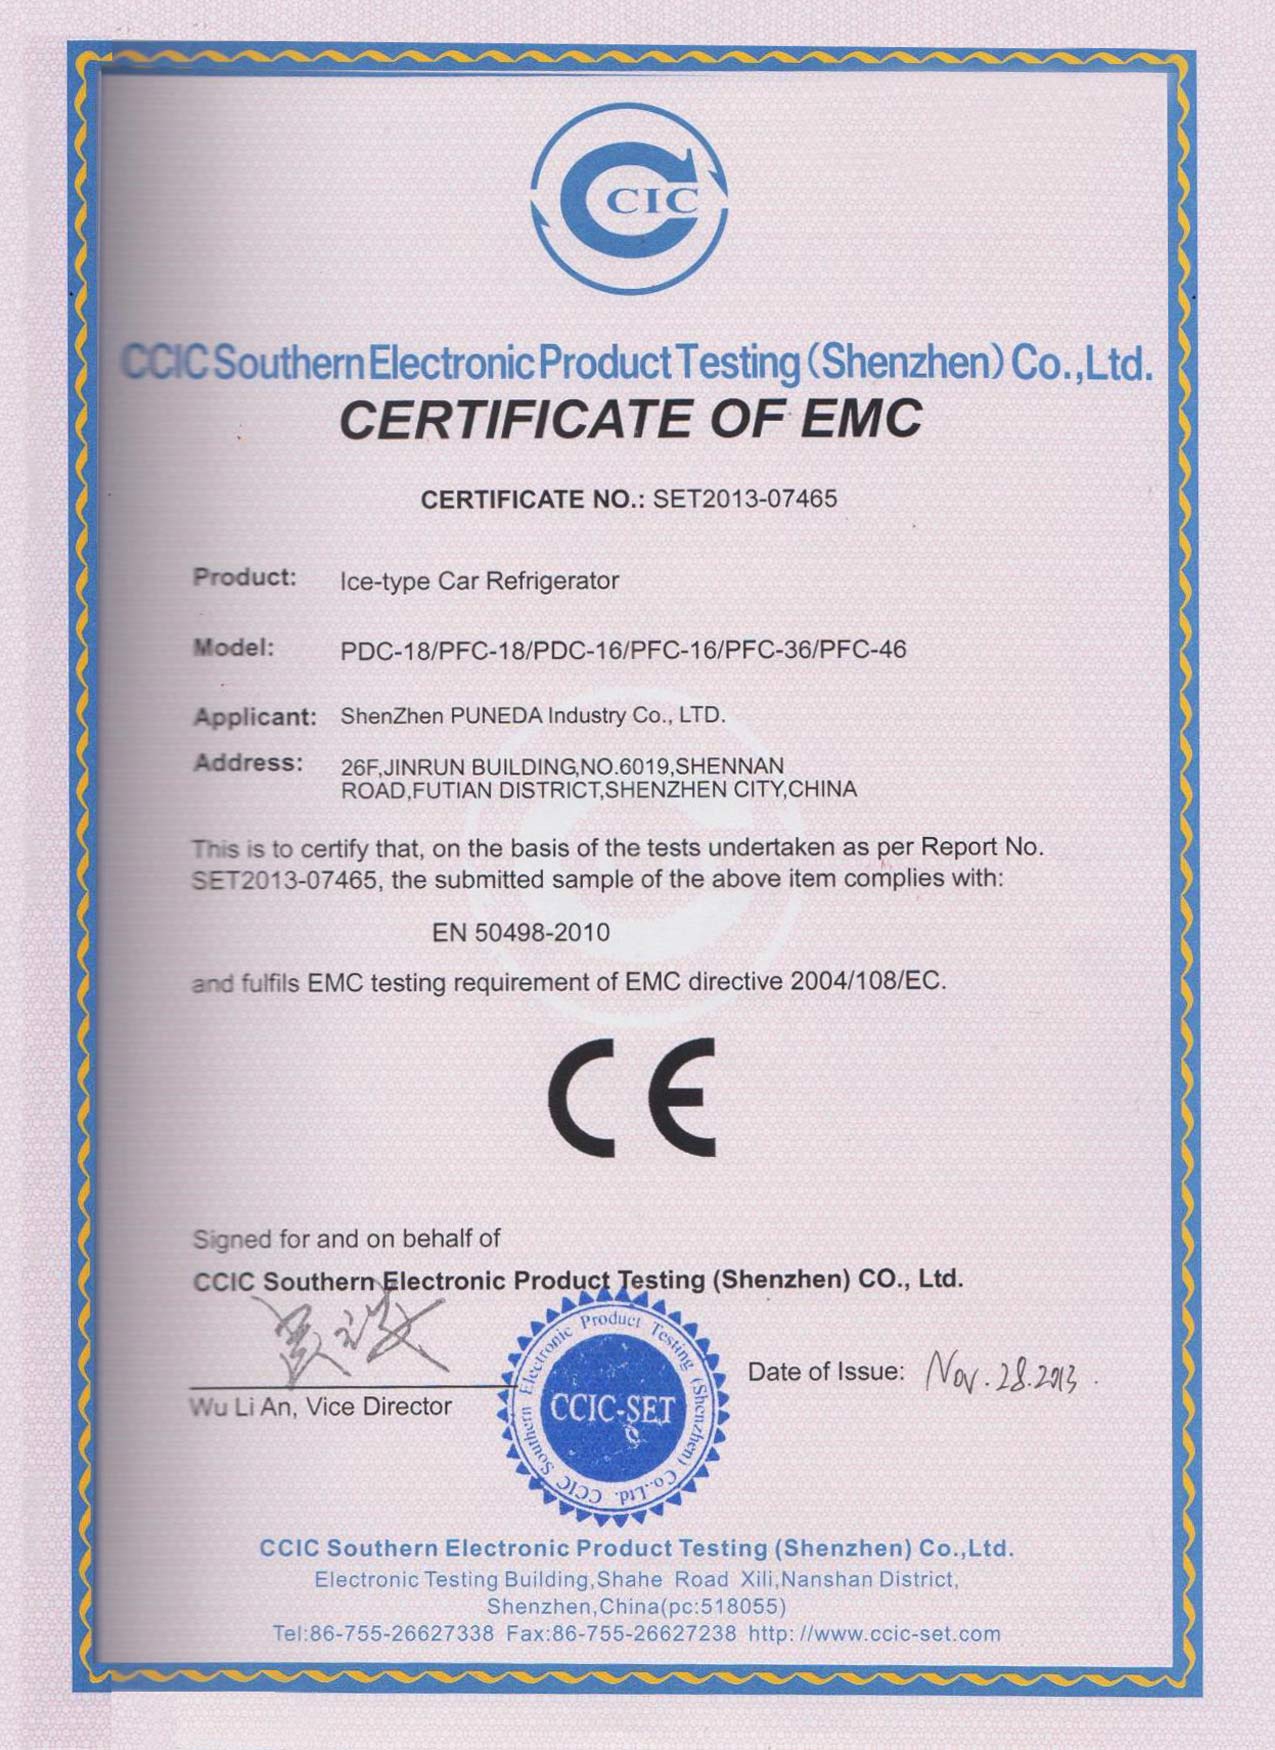 CIC
CCIC Southern Electronic Product Testing (Shenzhen) Co.,Ltd.
CERTIFICATE OF EMC
CERTIFICATE NO.: SET2013-07465
Product: Ice-type Car Refrigerator
Model: PDC-18/PFC-18/PDC-16/PFC-16/PFC-36/PFC-46
Applicant: ShenZhen PUNEDA Industry Co., LTD.
Address: 26F,JINRUN BUILDING,NO.6019,SHENNAN
ROAD,FUTIAN DISTRICT,SHENZHEN CITY,CHINA
This is to certify that, on the basis of the tests undertaken as per Report No.
SET2013-07465, the submitted sample of the above item complies with:
EN 50498-2010
and fulfils EMC testing requirement of EMC directive 2004/108/EC.
CE
Signed for and on behalf of
CCIC Southern Electronic Product Testing (Shenzhen) CO., Ltd.
CCIC Southern Electronic Product Testing (Shenzhen) Co.,Ltd.
CCIC-SET
Date of Issue: Nov.28.2013.
Wu Li An, Vice Director
CCIC Southern Electronic Product Testing (Shenzhen) Co.,Ltd.
Electronic Testing Building,Shahe Road Xili,Nanshan District,
Shenzhen,China(pc:518055)
Tel:86-755-26627338 Fax:86-755-26627238 http://www.ccic-set.com